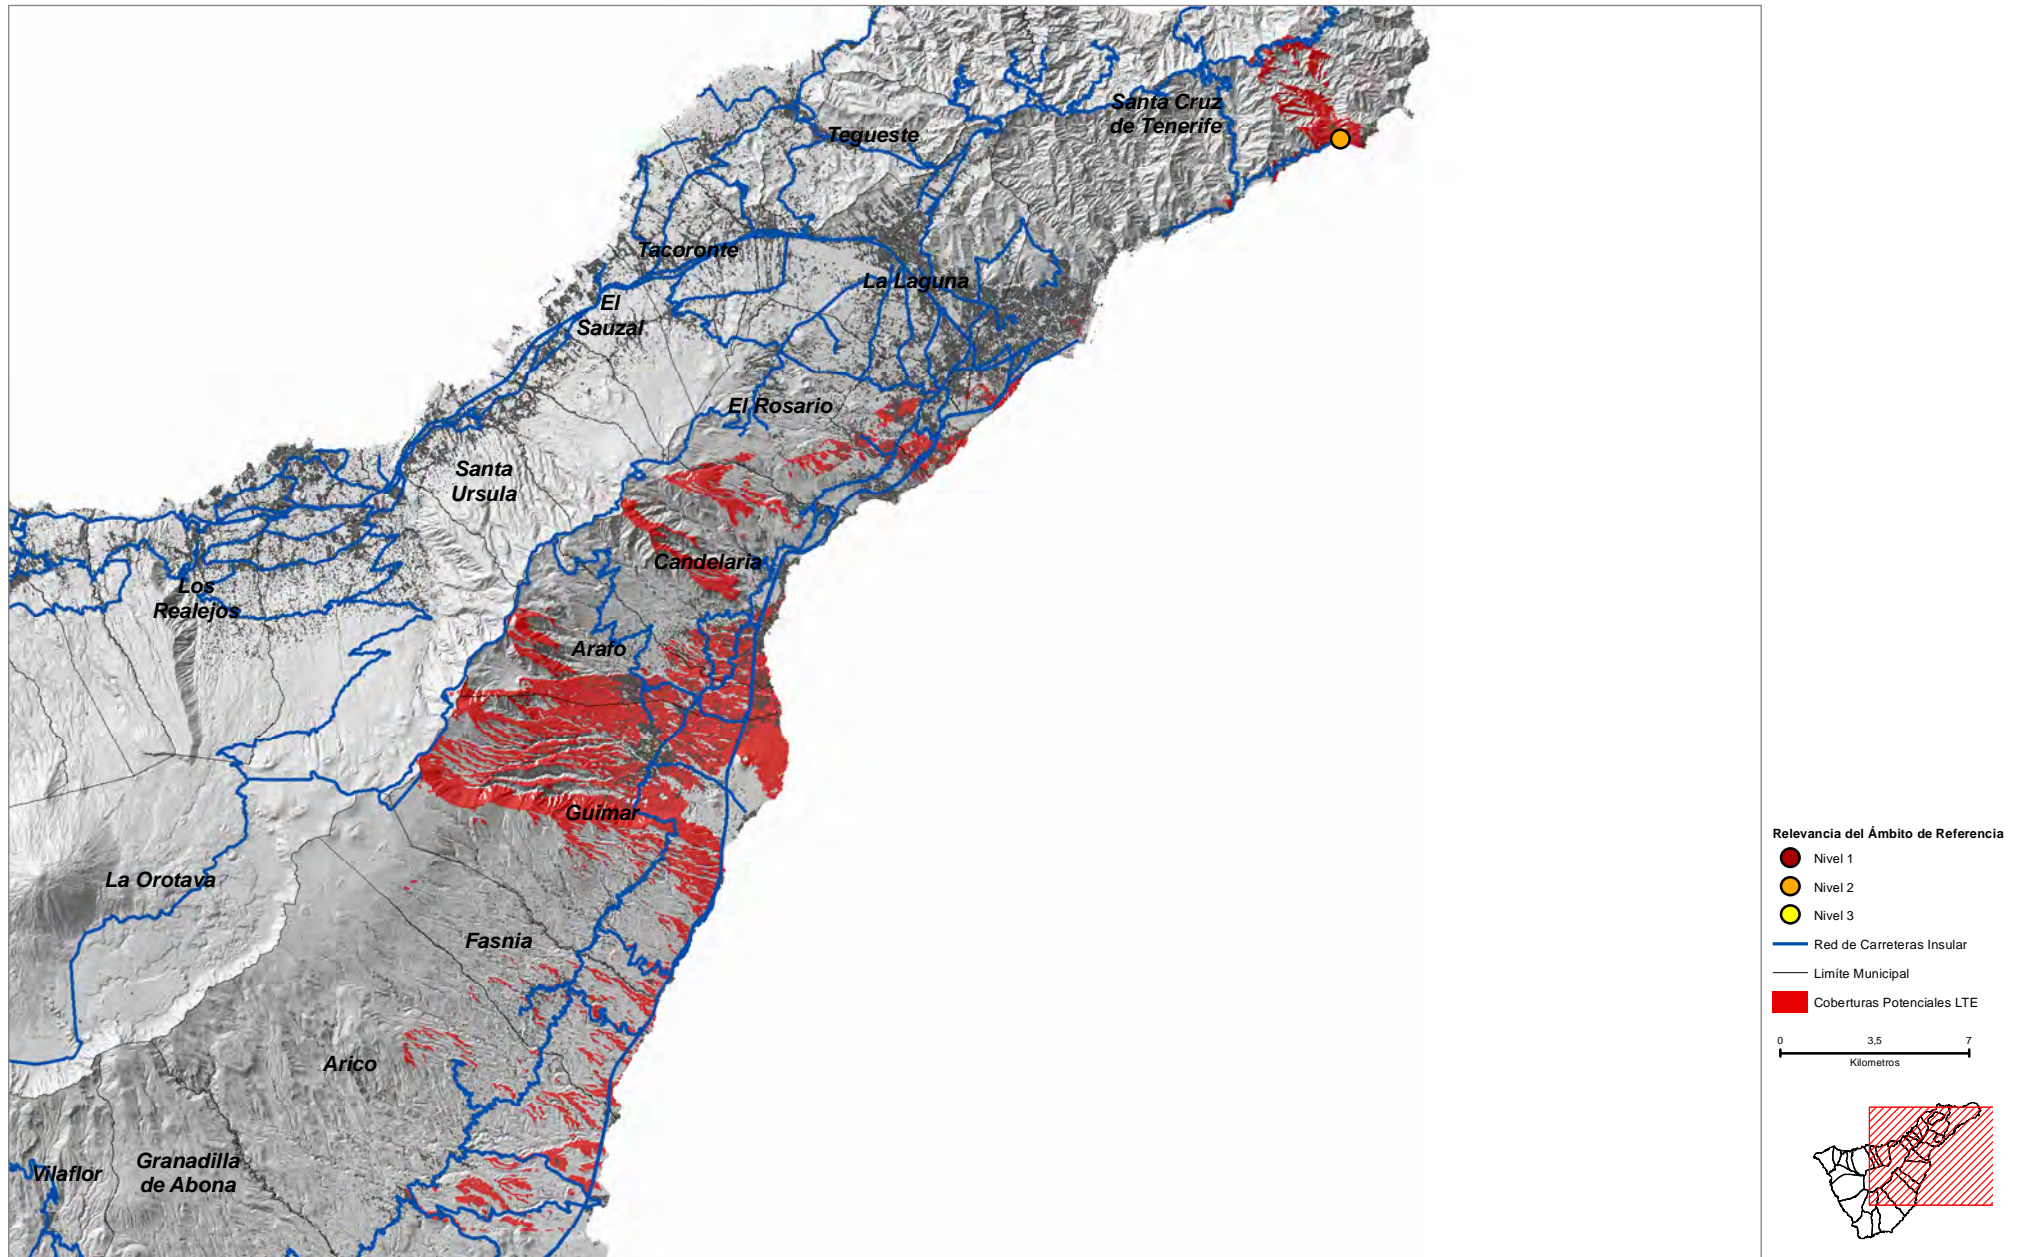 Santa Cruz
de Tenerife
Tegueste
Tacoronte
La Laguna
El
Sauzal
El Rosario
Santa
Ursula
Candelaria
Los
Realejos
Arafo
Guimar
La Orotava
Fasnia
Arico
Granadilla
de Abona
Vilaflor
Relevancia del Ámbito de Referencia
Nivel 1
Nivel 2
Nivel 3
Red de Carreteras Insular
Limíte Municipal
Coberturas Potenciales LTE
0 3,5 7
Kilometros